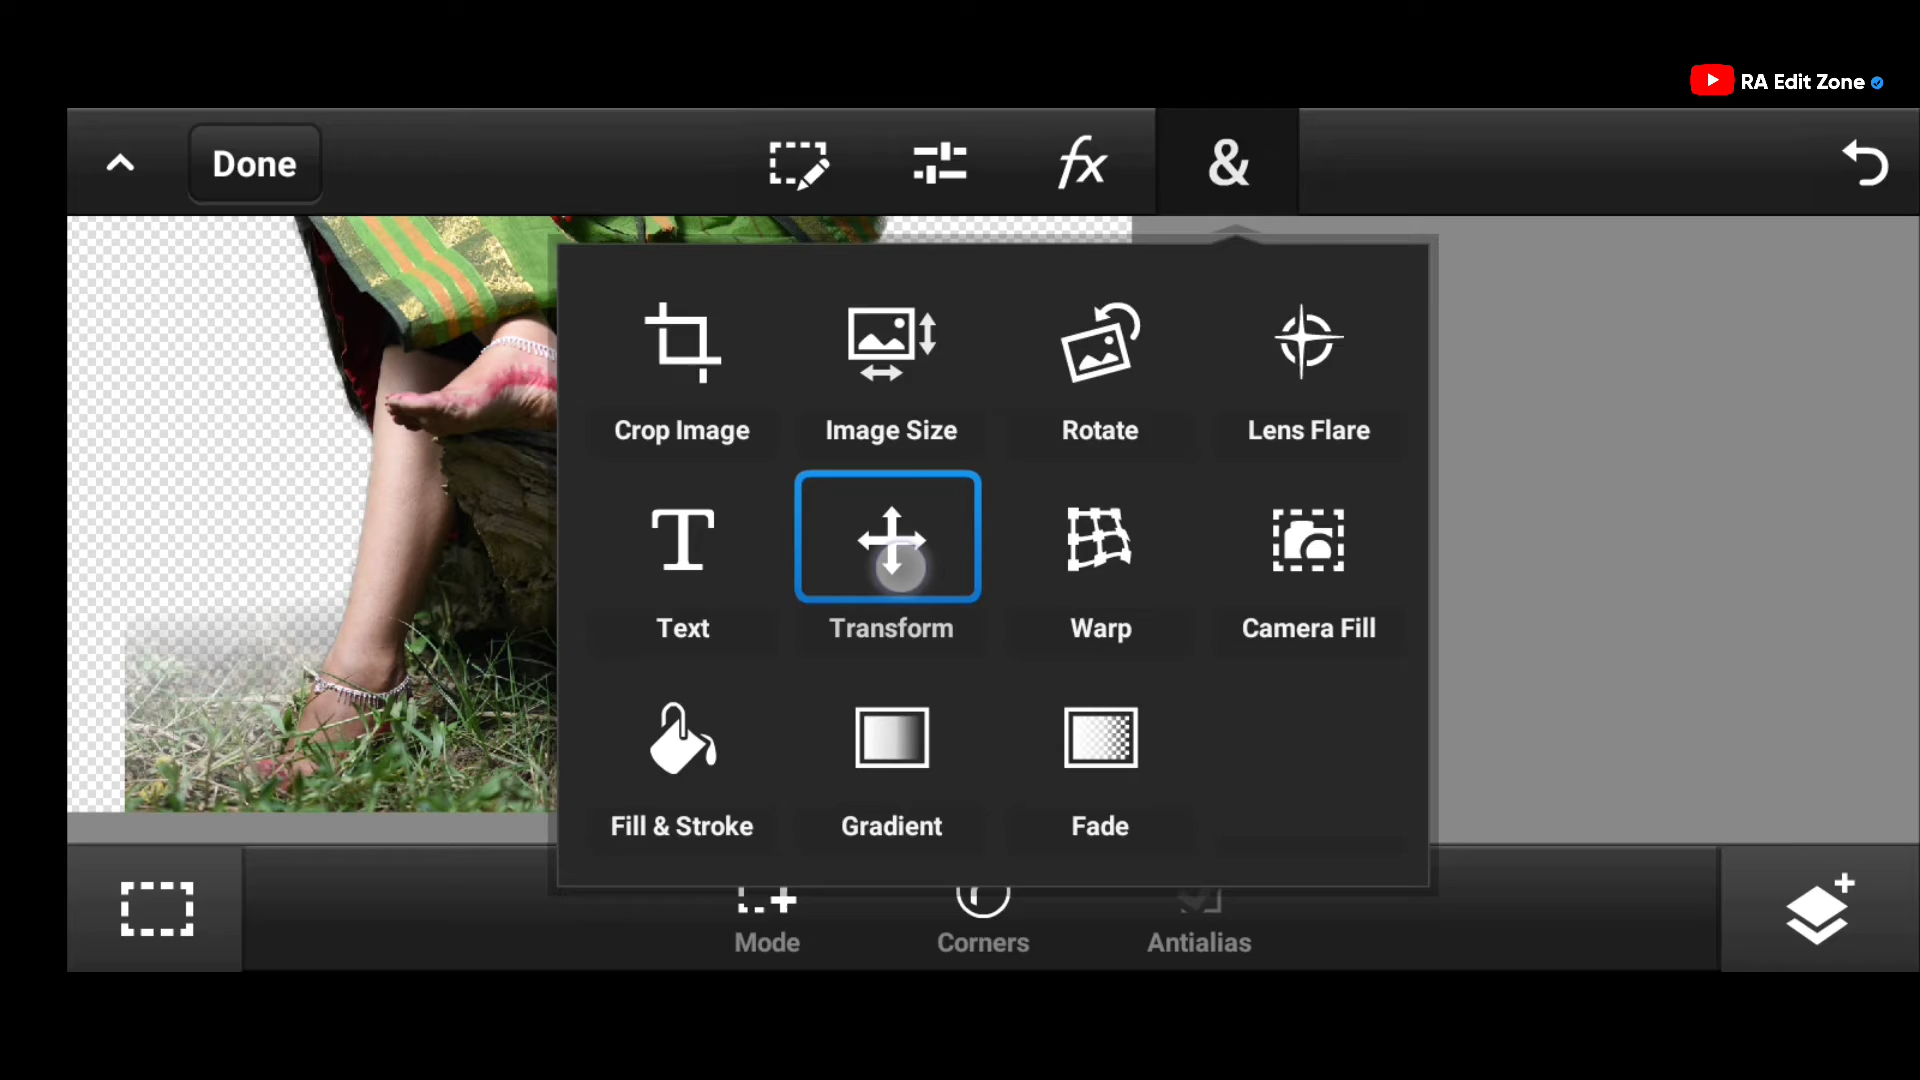 RA Edit Zone
Done
fx
&
Crop Image
Image Size
Rotate
Lens Flare
T
Text
Transform
Warp
Camera Fill
Fill & Stroke
Gradient
Fade
Mode
Corners
Antialias